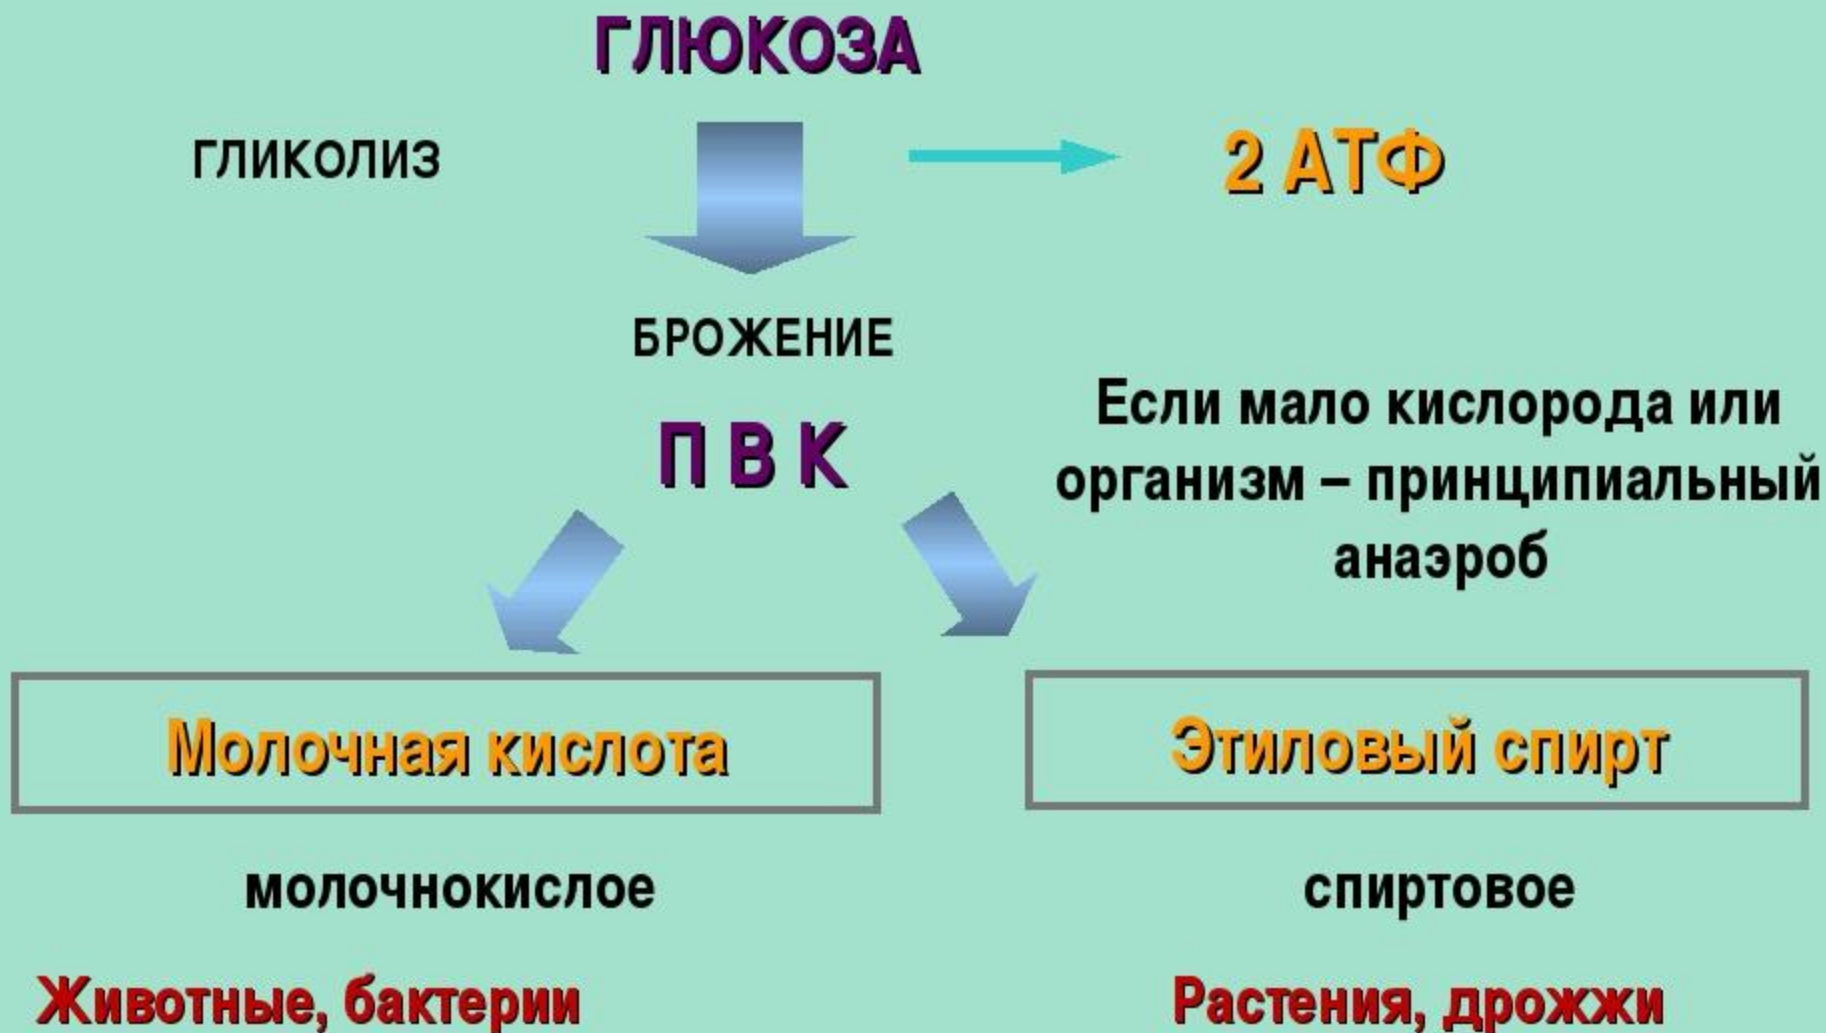 ГЛЮКОЗА
ГЛИКОЛИЗ
2 АТФ
БРОЖЕНИЕ
П В К
Если мало кислорода или
организм – принципиальный
анаэроб
Молочная кислота
Этиловый спирт
молочнокислое
спиртовое
Животные, бактерии
Растения, дрожжи